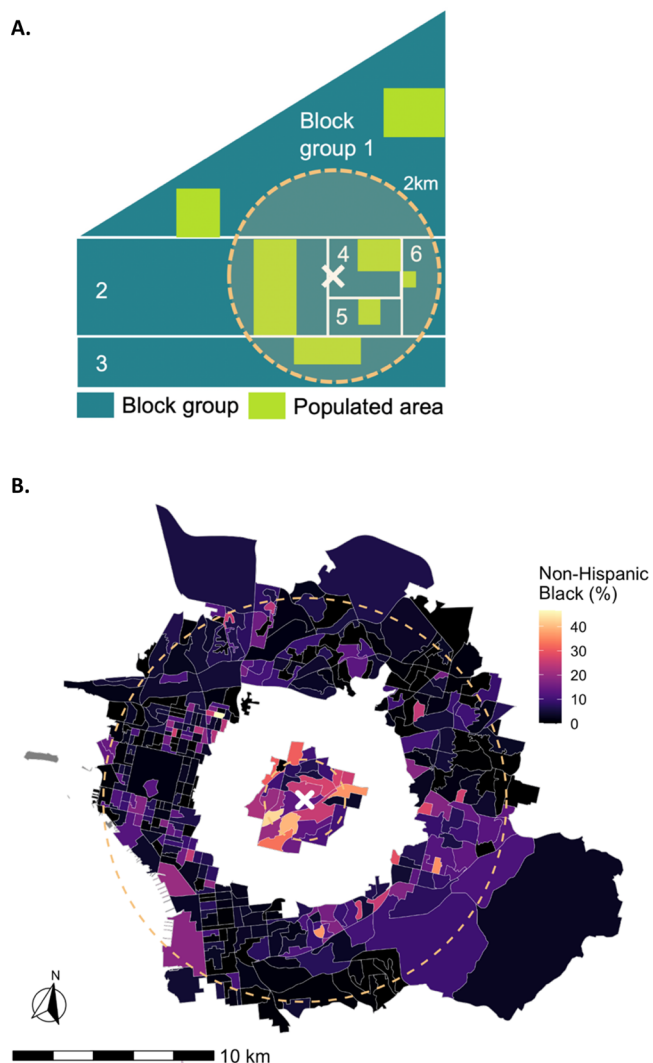 A.
Block
group 1
2km
4
6
2
5
3
Block group
Populated area
B.
Non-Hispanic
Black (%)
40
30
20
10
0
N
10 km